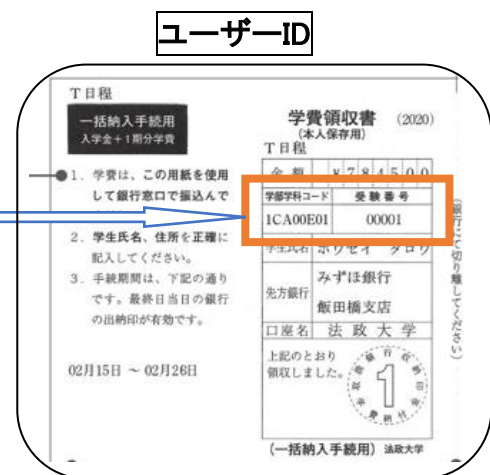 ユーザーID
T日程
一括納入手続用
入学金+1期分学費
1. 学費は、この用紙を使用
して銀行窓口で振込んで
2. 学生氏名、住所を正確に
記入してください。
3. 手続期間は、下記の通り
です。最終日当日の銀行
の出納印が有効です。
02月15日 ~ 02月26日
学費領収書 (2020)
(本人保存用)
T日程
金額 ¥784500
学部学科コード 受験番号
1CA00E01 00001
学生氏名 ホウセイ タロウ
先方銀行
みずほ銀行
飯田橋支店
口座名 法政大学
上記のとおり
領収しました。
1
(一括納入手続用) 法政大学
にて切り離してください)